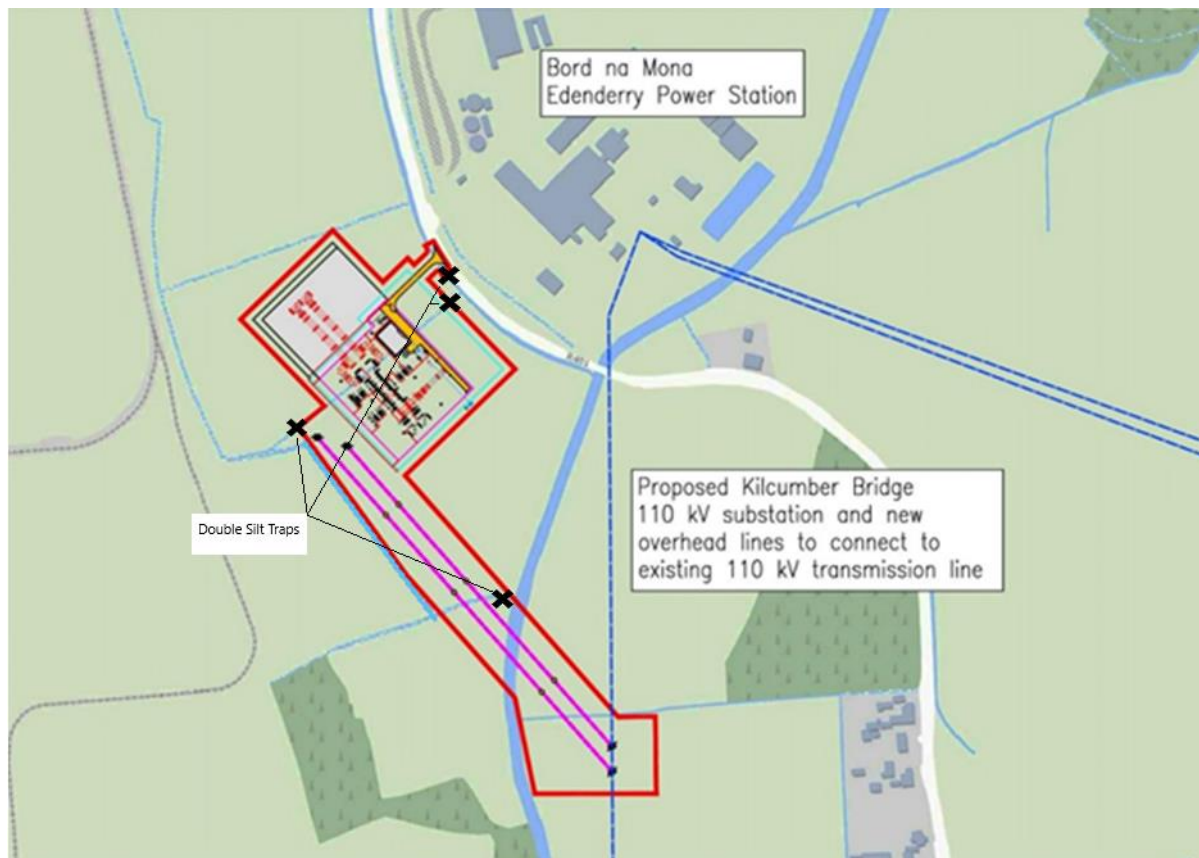 Bord na Mona
Edenderry Power Station
Double Silt Traps
Proposed Kilcumber Bridge
110 kV substation and new
overhead lines to connect to
existing 110 kV transmission line